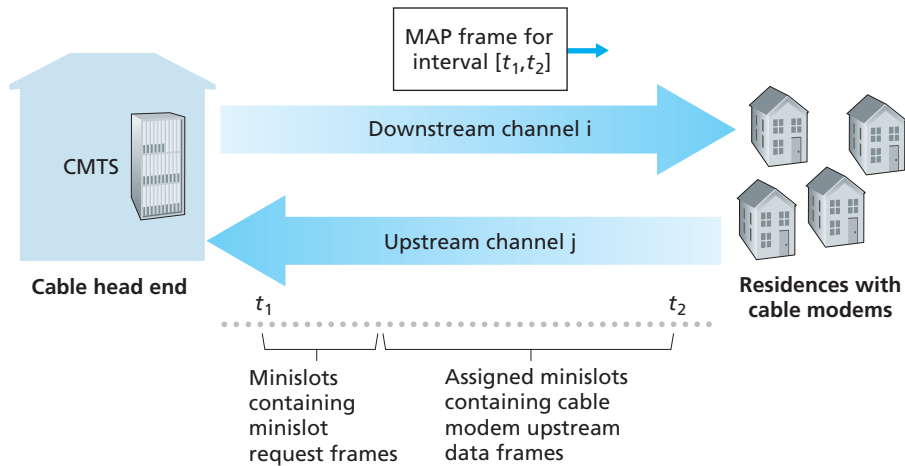 MAP frame for
interval [t₁,t₂]
Downstream channel i
CMTS
Upstream channel j
Cable head end
Residences with
cable modems
t₁
t₂
Minislots
containing
minislot
request frames
Assigned minislots
containing cable
modem upstream
data frames